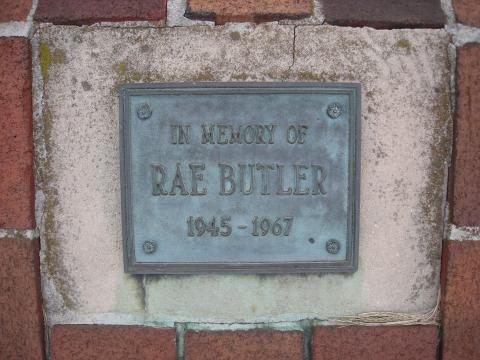 IN MEMORY OF
RAE BUTLER
1945 - 1967